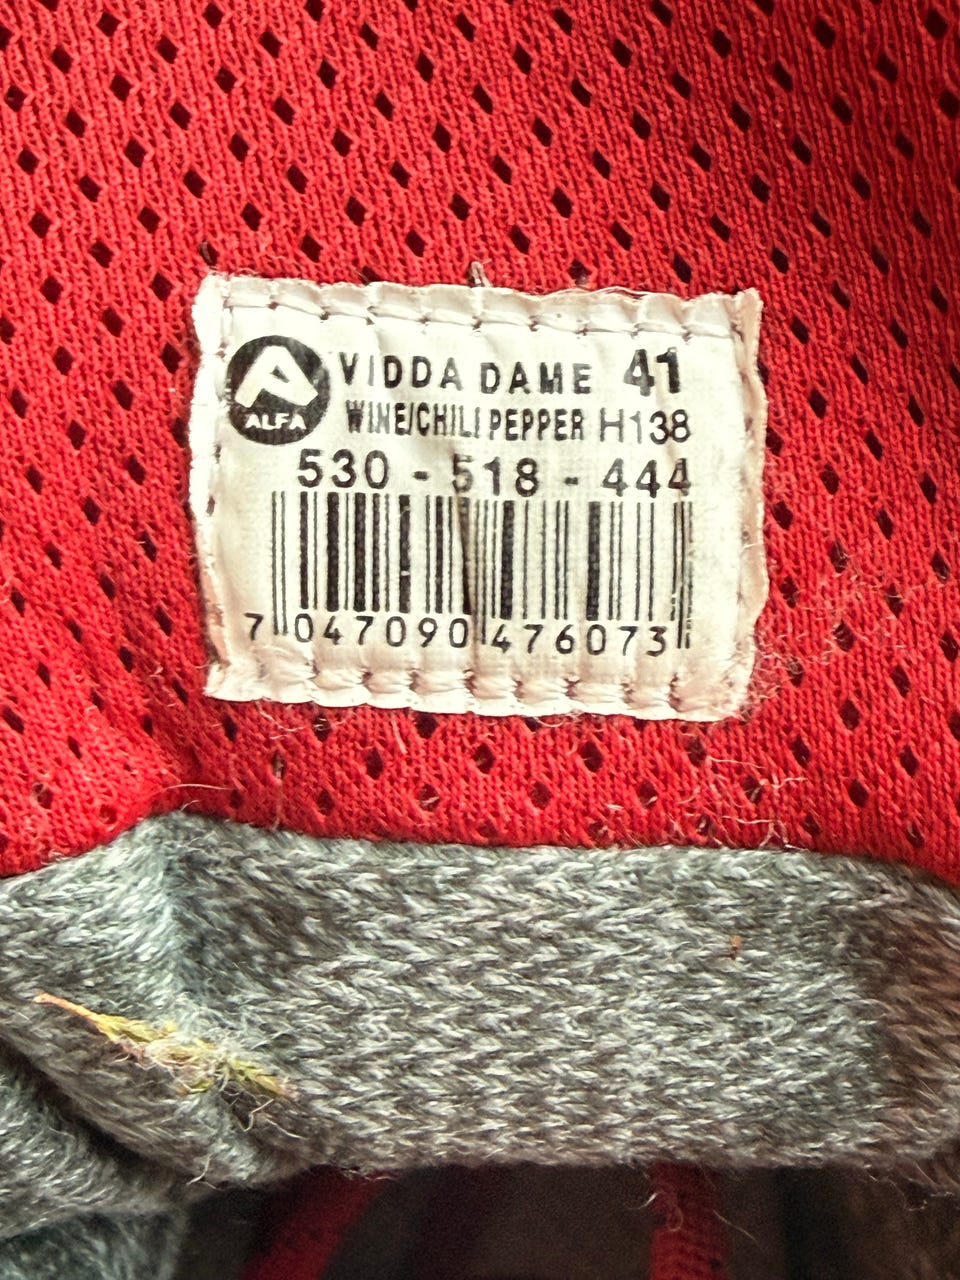 ALFA
VIDDA DAME 41
WINE/CHILI PEPPER H138
530 - 518 - 444
7 047090 476073